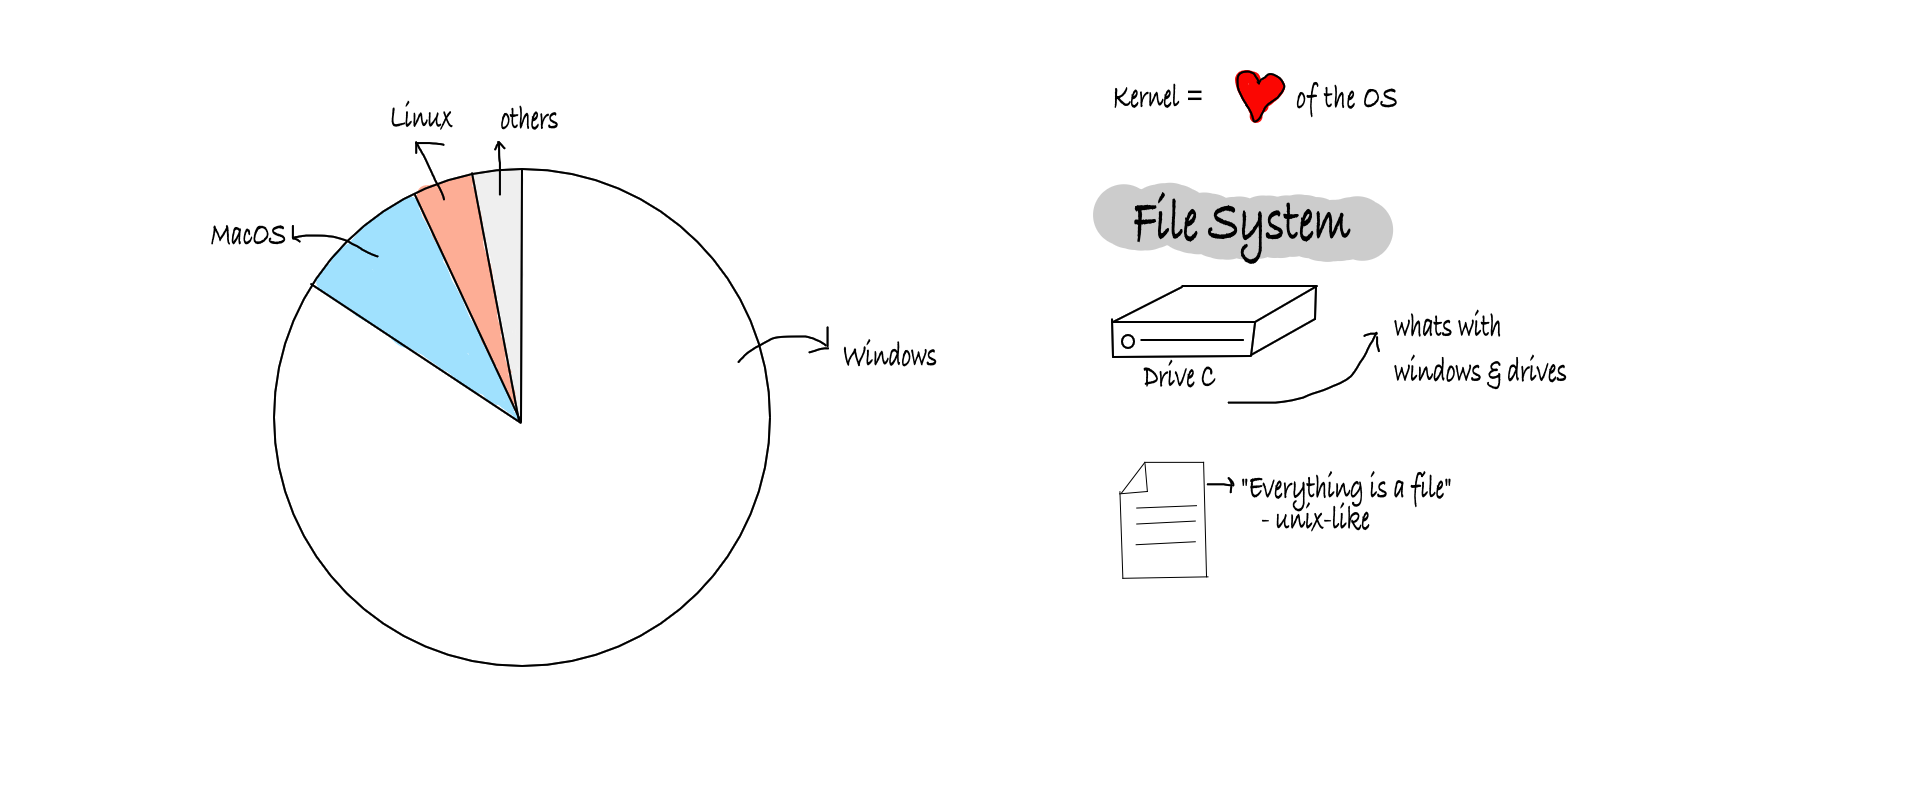 Linux
others
MacOS
Windows
Kernel =
of the OS
File System
Drive C
whats with
windows & drives
"Everything is a file"
- unix-like